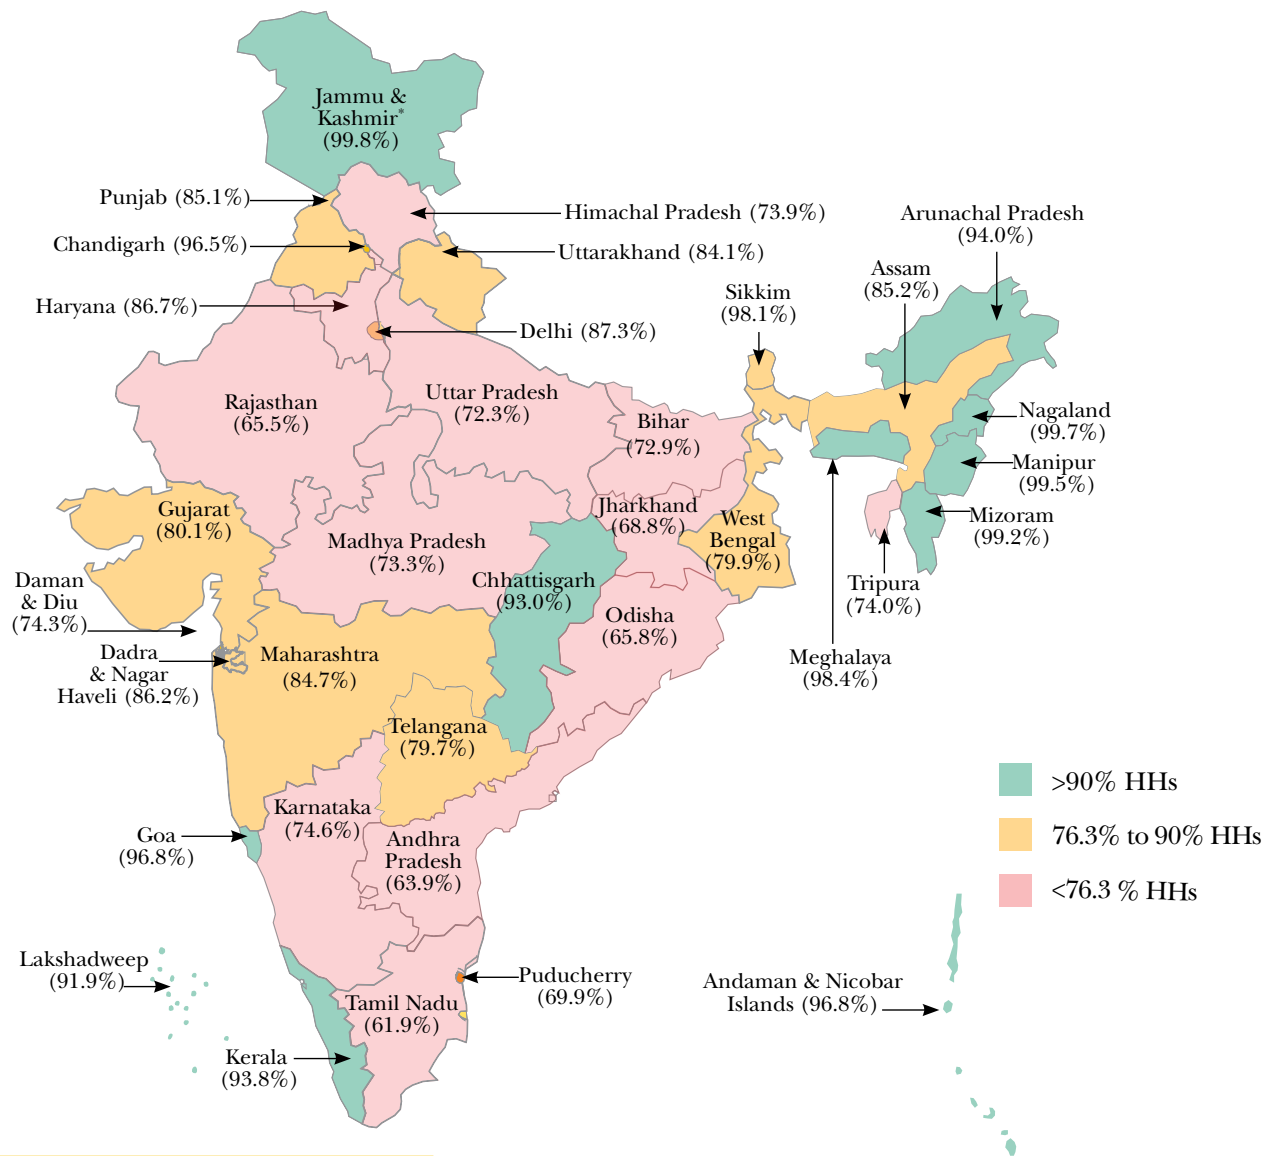 Jammu &
Kashmir*
(99.8%)
Punjab (85.1%)
Himachal Pradesh (73.9%)
Arunachal Pradesh
(94.0%)
Chandigarh (96.5%)
Uttarakhand (84.1%)
Assam
(85.2%)
Sikkim
(98.1%)
Haryana (86.7%)
Delhi (87.3%)
Rajasthan
(65.5%)
Uttar Pradesh
(72.3%)
Bihar
(72.9%)
Nagaland
(99.7%)
Manipur
(99.5%)
Gujarat
(80.1%)
Jharkhand
(68.8%)
West
Bengal
(79.9%)
Mizoram
(99.2%)
Madhya Pradesh
(73.3%)
Chhattisgarh
(93.0%)
Daman
& Diu
(74.3%)
Tripura
(74.0%)
Odisha
(65.8%)
Dadra
& Nagar
Haveli (86.2%)
Maharashtra
(84.7%)
Meghalaya
(98.4%)
Telangana
(79.7%)
>90% HHs
Karnataka
(74.6%)
Goa
(96.8%)
76.3% to 90% HHs
Andhra
Pradesh
(63.9%)
<76.3 % HHs
Lakshadweep
(91.9%)
Puducherry
(69.9%)
Andaman & Nicobar
Islands (96.8%)
Tamil Nadu
(61.9%)
Kerala
(93.8%)